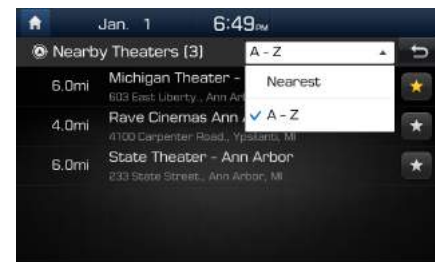 Jan. 1 6:49PM
Nearby Theaters (3) A - Z
Nearest
A - Z
6.0mi Michigan Theater -
603 East Liberty., Ann Ar
4.0mi Rave Cinemas Ann
4100 Carpenter Road., Ypsilanti, MI
6.0mi State Theater - Ann Arbor
233 State Street., Ann Arbor, MI